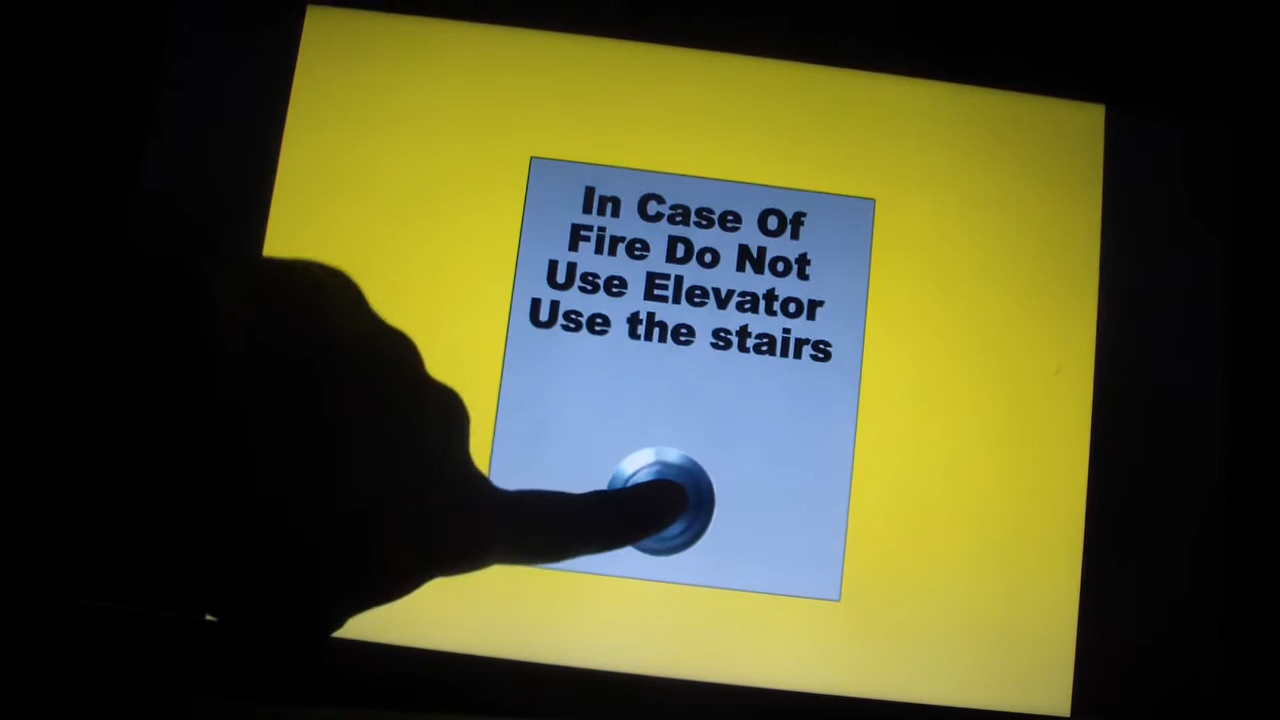 In Case Of
Fire Do Not
Use Elevator
Use the stairs